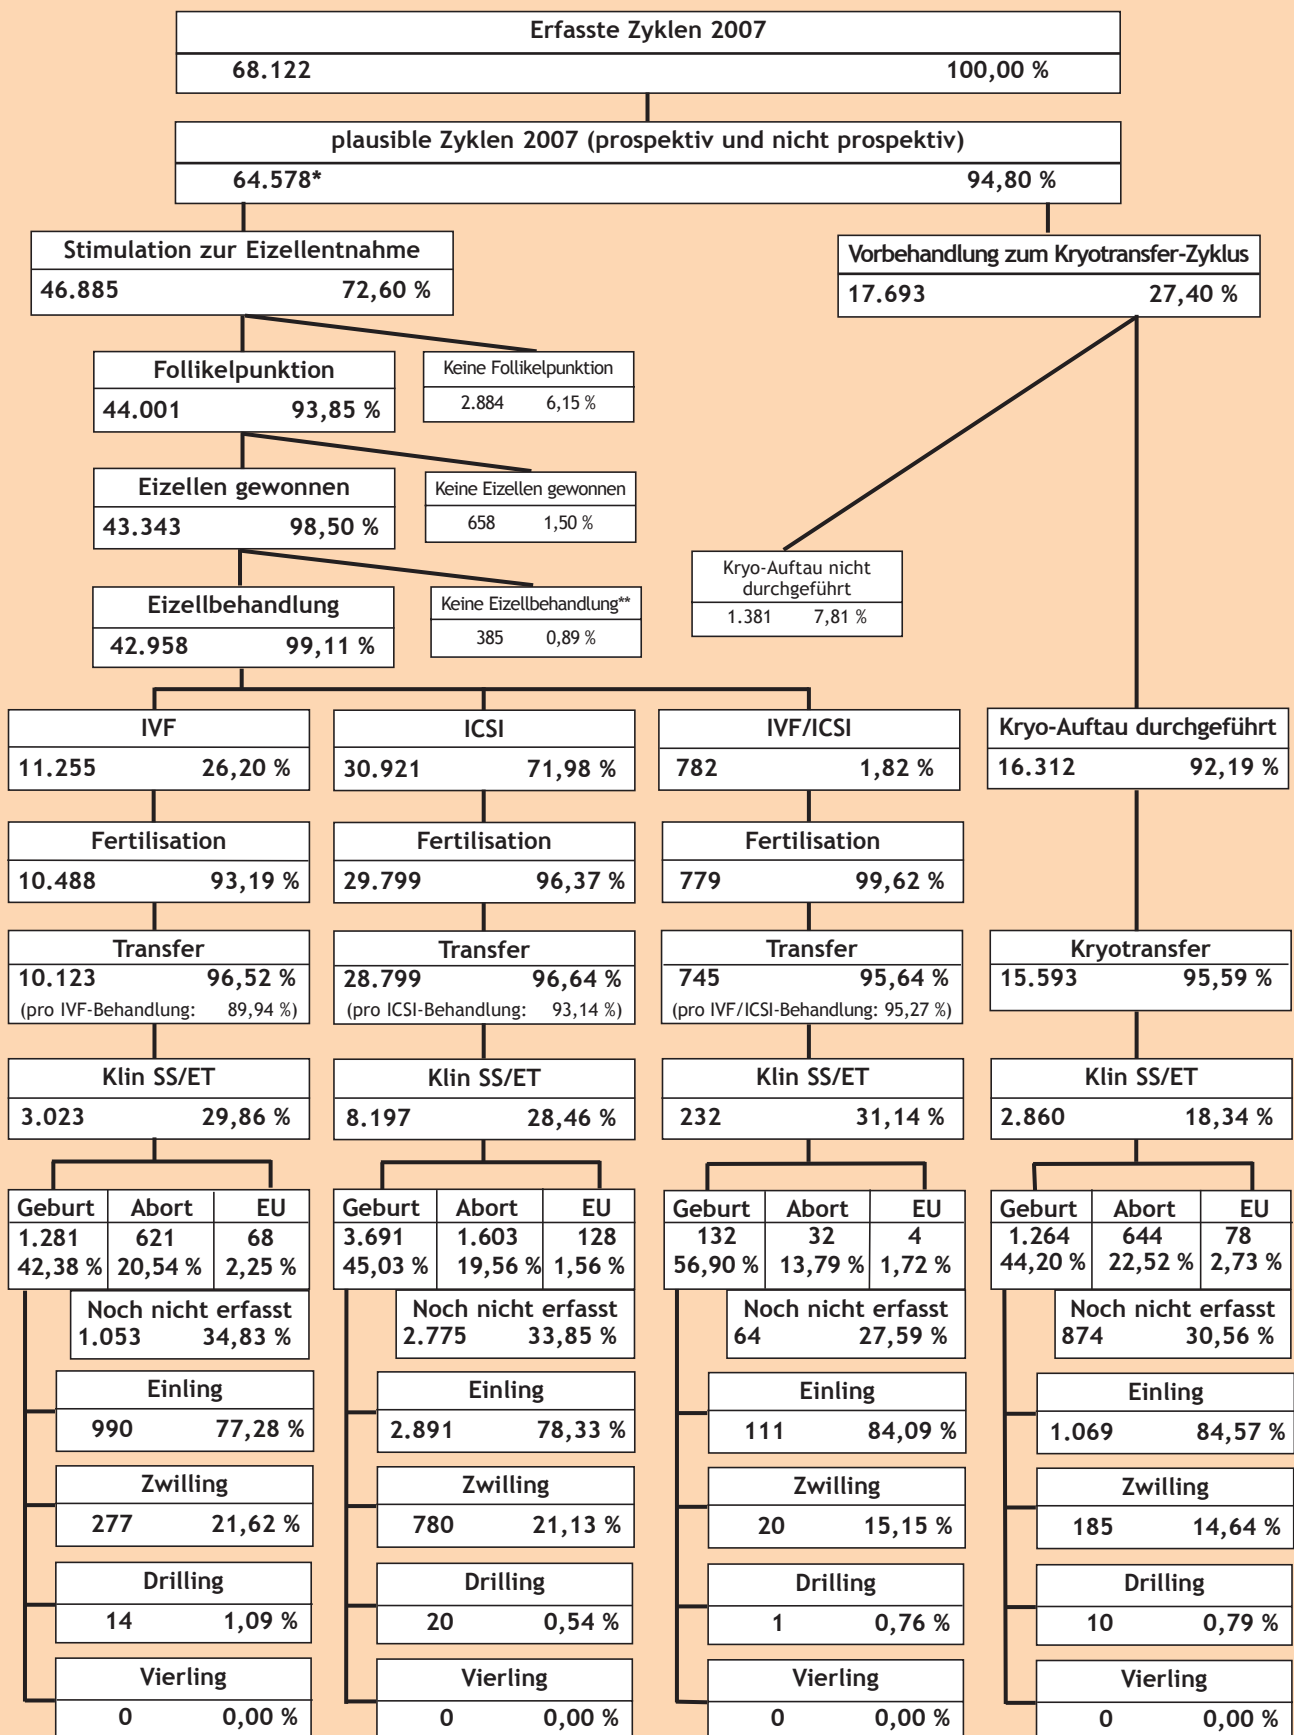 Erfasste Zyklen 2007
68.122 100,00 %
plausible Zyklen 2007 (prospektiv und nicht prospektiv)
64.578* 94,80 %
Stimulation zur Eizellentnahme
46.885 72,60 %
Vorbehandlung zum Kryotransfer-Zyklus
17.693 27,40 %
Follikelpunktion
44.001 93,85 %
Keine Follikelpunktion
2.884 6,15 %
Eizellen gewonnen
43.343 98,50 %
Keine Eizellen gewonnen
658 1,50 %
Eizellbehandlung
42.958 99,11 %
Keine Eizellbehandlung**
385 0,89 %
Kryo-Auftau nicht
durchgeführt
1.381 7,81 %
IVF
11.255 26,20 %
ICSI
30.921 71,98 %
IVF/ICSI
782 1,82 %
Kryo-Auftau durchgeführt
16.312 92,19 %
Fertilisation
10.488 93,19 %
Fertilisation
29.799 96,37 %
Fertilisation
779 99,62 %
Transfer
10.123 96,52 %
(pro IVF-Behandlung: 89,94 %)
Transfer
28.799 96,64 %
(pro ICSI-Behandlung: 93,14 %)
Transfer
745 95,64 %
(pro IVF/ICSI-Behandlung: 95,27 %)
Kryotransfer
15.593 95,59 %
Klin SS/ET
3.023 29,86 %
Klin SS/ET
8.197 28,46 %
Klin SS/ET
232 31,14 %
Klin SS/ET
2.860 18,34 %
Geburt Abort EU
1.281 621 68
42,38 % 20,54 % 2,25 %
Noch nicht erfasst
1.053 34,83 %
Geburt Abort EU
3.691 1.603 128
45,03 % 19,56 % 1,56 %
Noch nicht erfasst
2.775 33,85 %
Geburt Abort EU
132 32 4
56,90 % 13,79 % 1,72 %
Noch nicht erfasst
64 27,59 %
Geburt Abort EU
1.264 644 78
44,20 % 22,52 % 2,73 %
Noch nicht erfasst
874 30,56 %
Einling
990 77,28 %
Einling
2.891 78,33 %
Einling
111 84,09 %
Einling
1.069 84,57 %
Zwilling
277 21,62 %
Zwilling
780 21,13 %
Zwilling
20 15,15 %
Zwilling
185 14,64 %
Drilling
14 1,09 %
Drilling
20 0,54 %
Drilling
1 0,76 %
Drilling
10 0,79 %
Vierling
0 0,00 %
Vierling
0 0,00 %
Vierling
0 0,00 %
Vierling
0 0,00 %